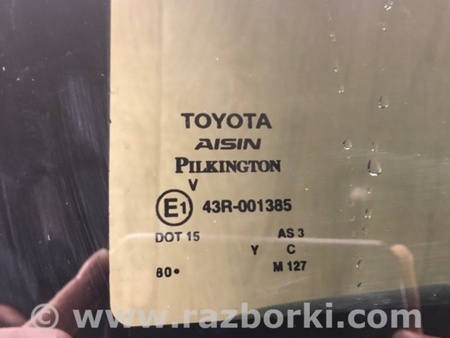 TOYOTA
AISIN
PILKINGTON
V
E1 43R-001385
DOT 15 AS 3
Y C
80• M 127
© www.razborki.com